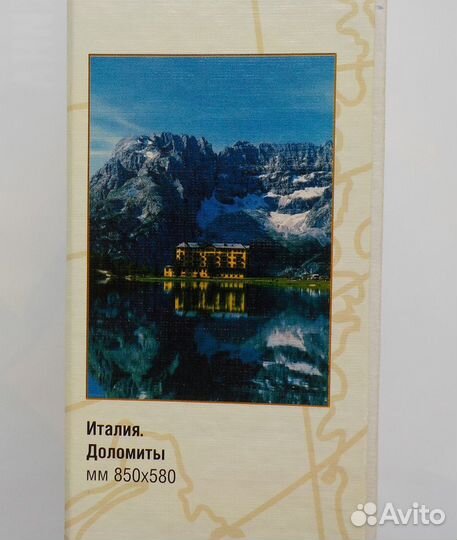 Италия.
Доломиты
мм 850х580
Avito